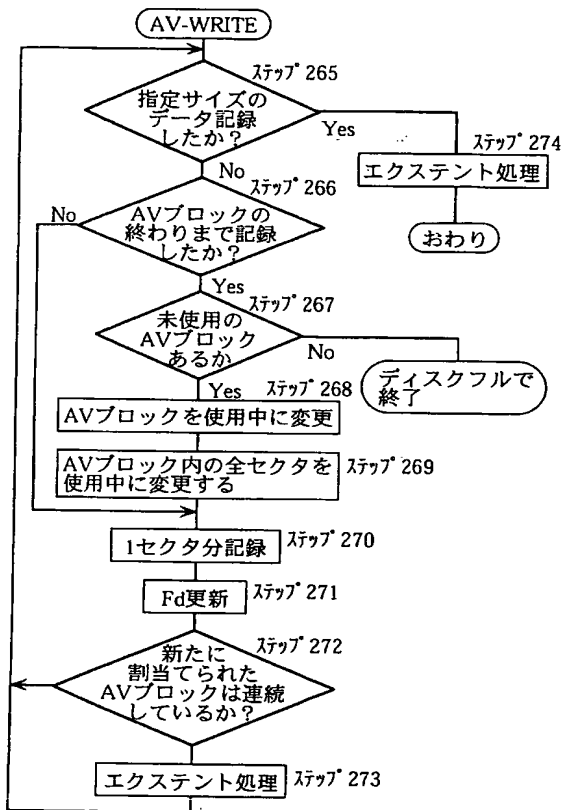 AV-WRITE
ｽﾃｯﾌﾟ 265
指定サイズの
データ記録
したか？
Yes
ｽﾃｯﾌﾟ 274
エクステント処理
おわり
No
ｽﾃｯﾌﾟ 266
No
AVブロックの
終わりまで記録
したか？
Yes
ｽﾃｯﾌﾟ 267
未使用の
AVブロック
あるか
No
ディスクフルで
終了
Yes
ｽﾃｯﾌﾟ 268
AVブロックを使用中に変更
AVブロック内の全セクタを
使用中に変更する
ｽﾃｯﾌﾟ 269
1セクタ分記録
ｽﾃｯﾌﾟ 270
Fd更新
ｽﾃｯﾌﾟ 271
ｽﾃｯﾌﾟ 272
新たに
割当てられた
AVブロックは連続
しているか？
エクステント処理
ｽﾃｯﾌﾟ 273